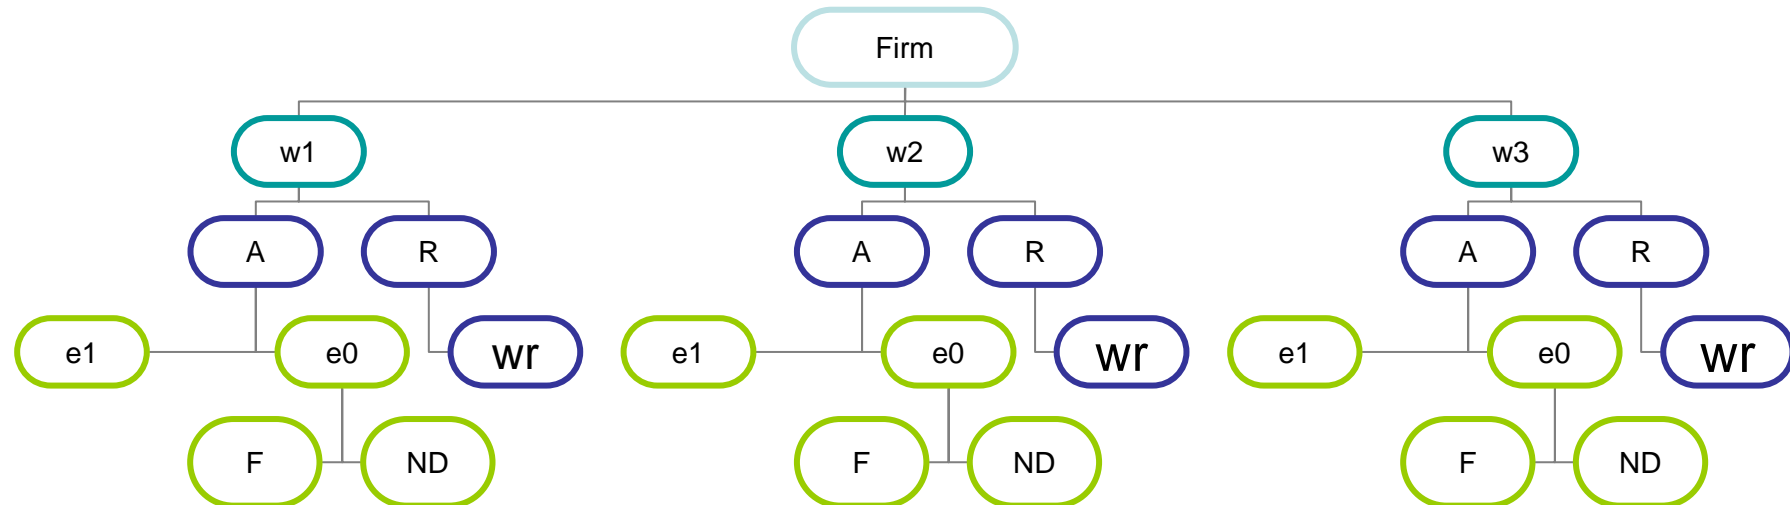 Firm
w1 w2 w3
A R A R A R
e1 e0 wr e1 e0 wr e1 e0 wr
F ND F ND F ND